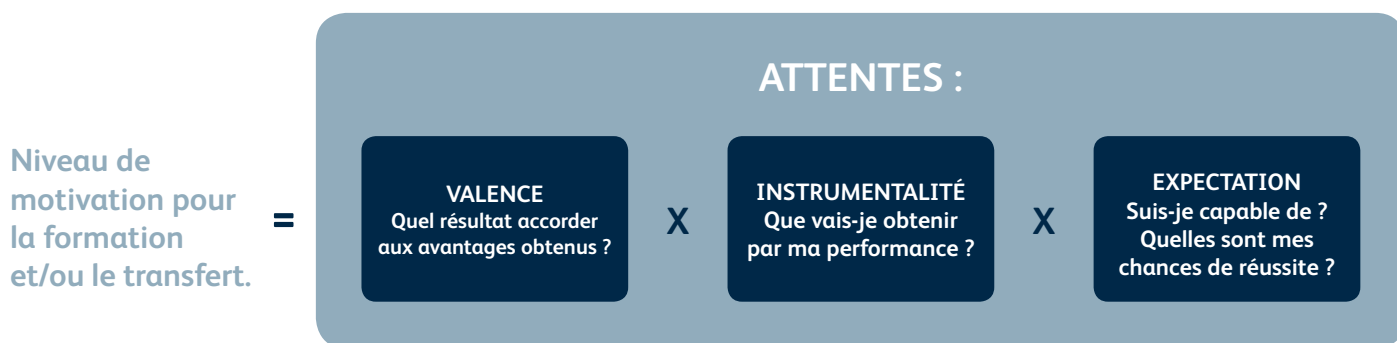 Niveau de
motivation pour
la formation
et/ou le transfert.
=
ATTENTES :
VALENCE
Quel résultat accorder
aux avantages obtenus ?
X
INSTRUMENTALITÉ
Que vais-je obtenir
par ma performance ?
X
EXPECTATION
Suis-je capable de ?
Quelles sont mes
chances de réussite ?